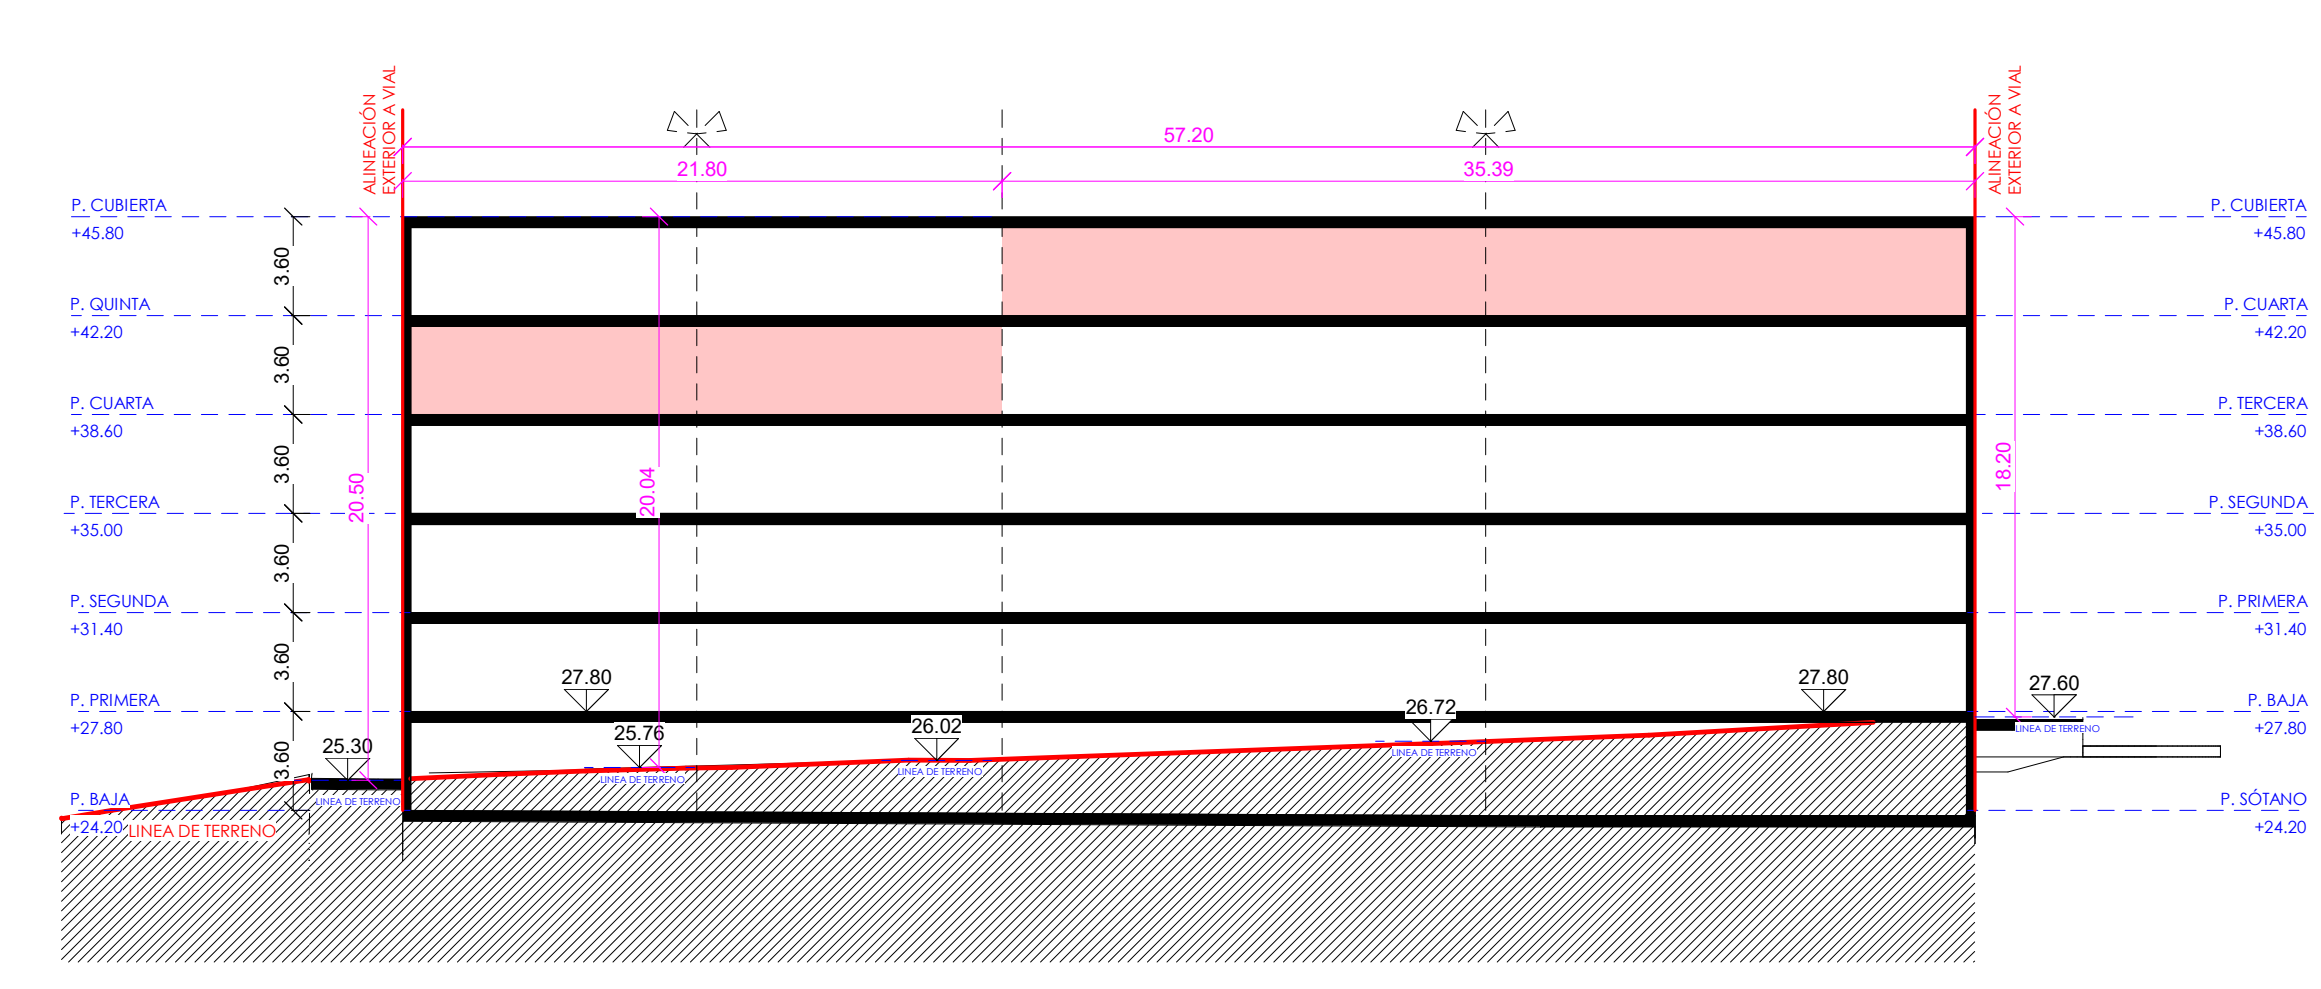 ALINEACIÓN
EXTERIOR A VIAL
ALINEACIÓN
EXTERIOR A VIAL
57.20
21.80
35.39
P. CUBIERTA
+45.80
P. CUBIERTA
+45.80
3.60
P. QUINTA
+42.20
P. CUARTA
+42.20
3.60
P. CUARTA
+38.60
P. TERCERA
+38.60
3.60
20.50
20.04
18.20
P. TERCERA
+35.00
P. SEGUNDA
+35.00
3.60
P. SEGUNDA
+31.40
P. PRIMERA
+31.40
3.60
27.80
27.80
27.60
P. PRIMERA
+27.80
P. BAJA
+27.80
25.76
26.02
26.72
LINEA DE TERRENO
25.30
3.60
LINEA DE TERRENO
LINEA DE TERRENO
LINEA DE TERRENO
LINEA DE TERRENO
P. BAJA
+24.20
LINEA DE TERRENO
P. SÓTANO
+24.20